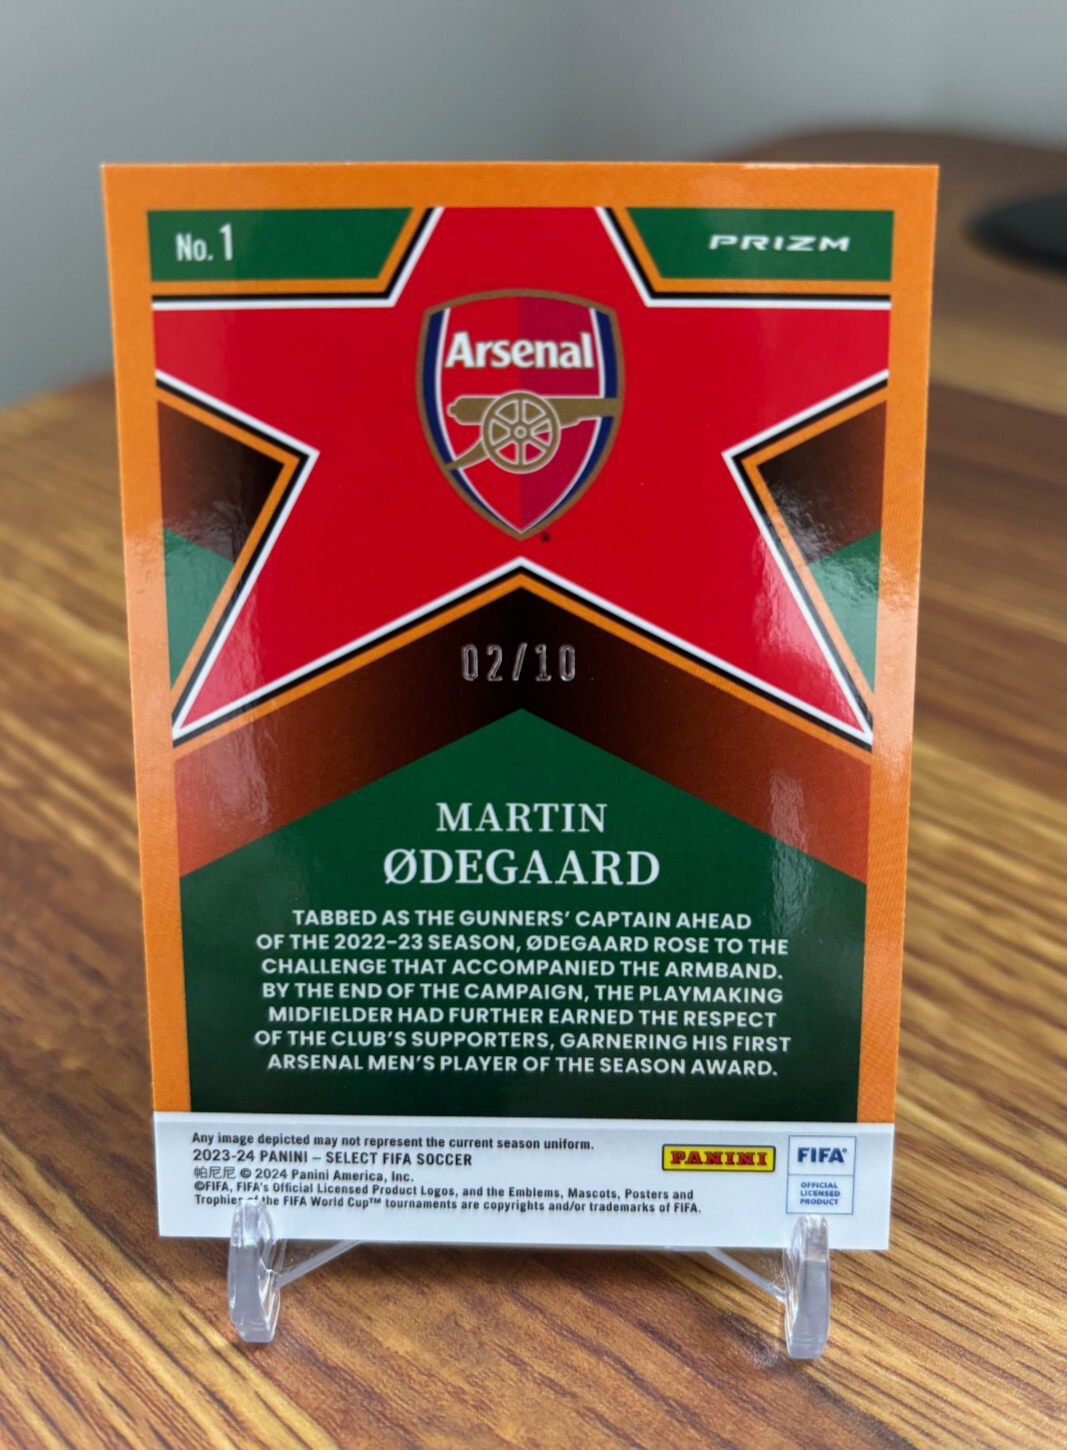 No. 1
PRIZM
Arsenal
02/10
MARTIN
ØDEGAARD
TABBED AS THE GUNNERS' CAPTAIN AHEAD
OF THE 2022-23 SEASON, ØDEGAARD ROSE TO THE
CHALLENGE THAT ACCOMPANIED THE ARMBAND.
BY THE END OF THE CAMPAIGN, THE PLAYMAKING
MIDFIELDER HAD FURTHER EARNED THE RESPECT
OF THE CLUB'S SUPPORTERS, GARNERING HIS FIRST
ARSENAL MEN'S PLAYER OF THE SEASON AWARD.
Any image depicted may not represent the current season uniform.
2023-24 PANINI – SELECT FIFA SOCCER
帕尼尼 © 2024 Panini America, Inc.
©FIFA, FIFA's Official Licensed Product Logos, and the Emblems, Mascots, Posters and
Trophies of the FIFA World Cup™ tournaments are copyrights and/or trademarks of FIFA.
PANINI
FIFA®
OFFICIAL
LICENSED
PRODUCT